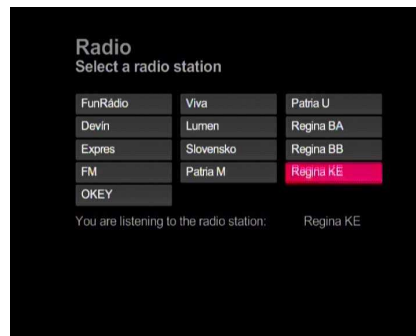 Radio
Select a radio station
FunRádio Viva Patria U
Devín Lumen Regina BA
Expres Slovensko Regina BB
FM Patria M Regina KE
OKEY
You are listening to the radio station: Regina KE